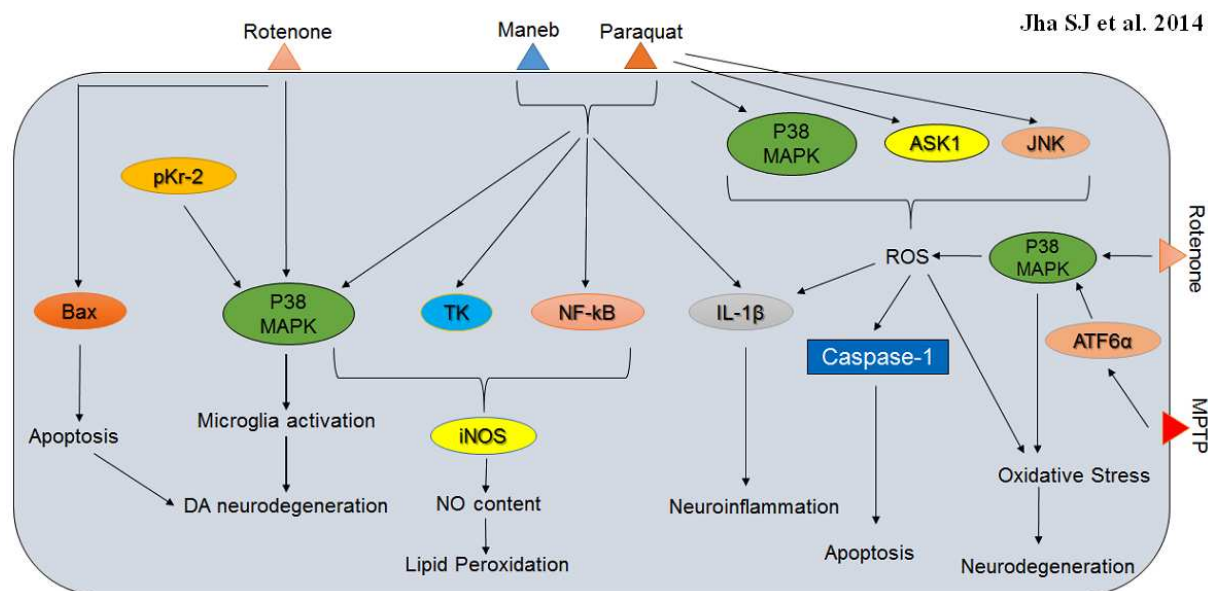 Jha SJ et al. 2014
Rotenone
Maneb
Paraquat
P38
MAPK
ASK1
JNK
pKr-2
Rotenone
ROS
P38
MAPK
Bax
P38
MAPK
TK
NF-kB
IL-1β
Caspase-1
ATF6α
MPTP
Apoptosis
Microglia activation
iNOS
Oxidative Stress
DA neurodegeneration
NO content
Neuroinflammation
Lipid Peroxidation
Apoptosis
Neurodegeneration